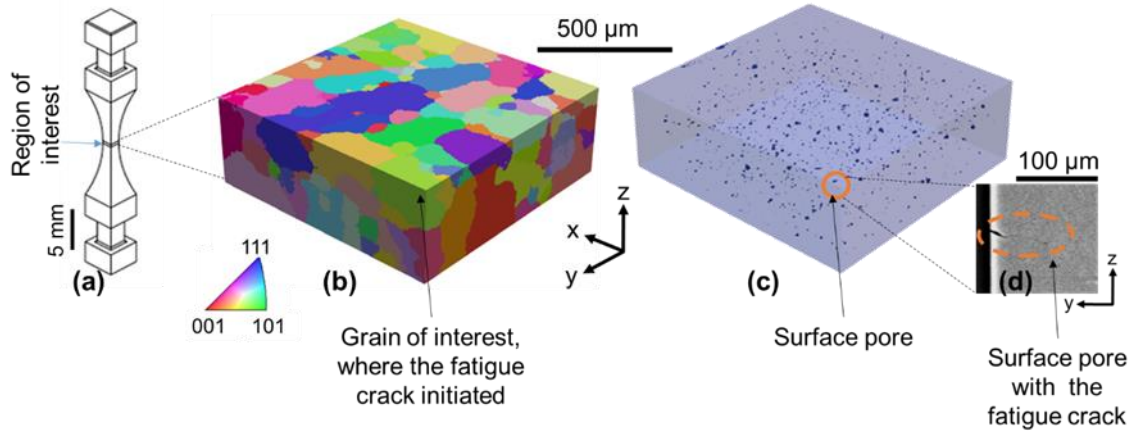 Region of
interest
5 mm
(a)
500 µm
111
001
101
(b)
z
x
y
Grain of interest,
where the fatigue
crack initiated
(c)
Surface pore
100 µm
(d)
z
y
Surface pore
with the
fatigue crack